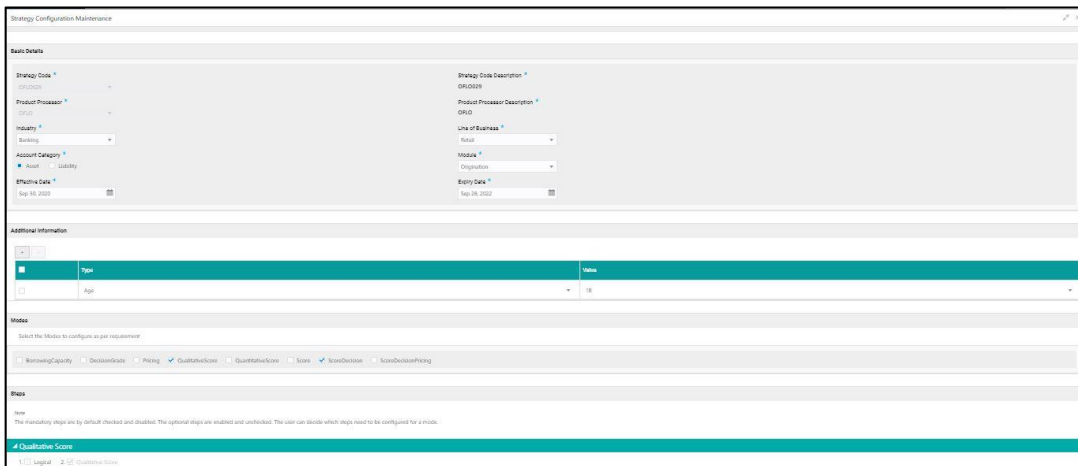 Strategy Configuration Maintenance
Basic Details
Strategy Code *
OFLO029
Strategy Code Description *
OFLO029
Product Processor *
OFLO
Product Processor Description *
OFLO
Industry *
Banking
Line of Business *
Retail
Account Category *
Asset Liability
Module *
Origination
Effective Date *
Sep 30, 2020
Expiry Date *
Sep 28, 2022
Additional Information
+ -
Type Value
Age 18
Modes
Select the Modes to configure as per requirement
BorrowingCapacity DecisionGrade Pricing QualitativeScore QuantitativeScore Score ScoreDecision ScoreDecisionPricing
Steps
Note
The mandatory steps are by default checked and disabled. The optional steps are enabled and unchecked. The user can decide which steps need to be configured for a mode.
Qualitative Score
1. Logical 2. Qualitative Score